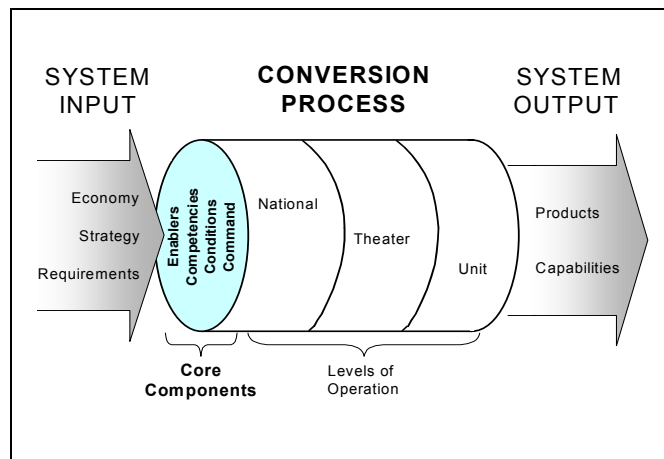 SYSTEM
INPUT
CONVERSION
PROCESS
SYSTEM
OUTPUT
Economy
Strategy
Requirements
Enablers
Competencies
Conditions
Command
National
Theater
Unit
Products
Capabilities
Core
Components
Levels of
Operation